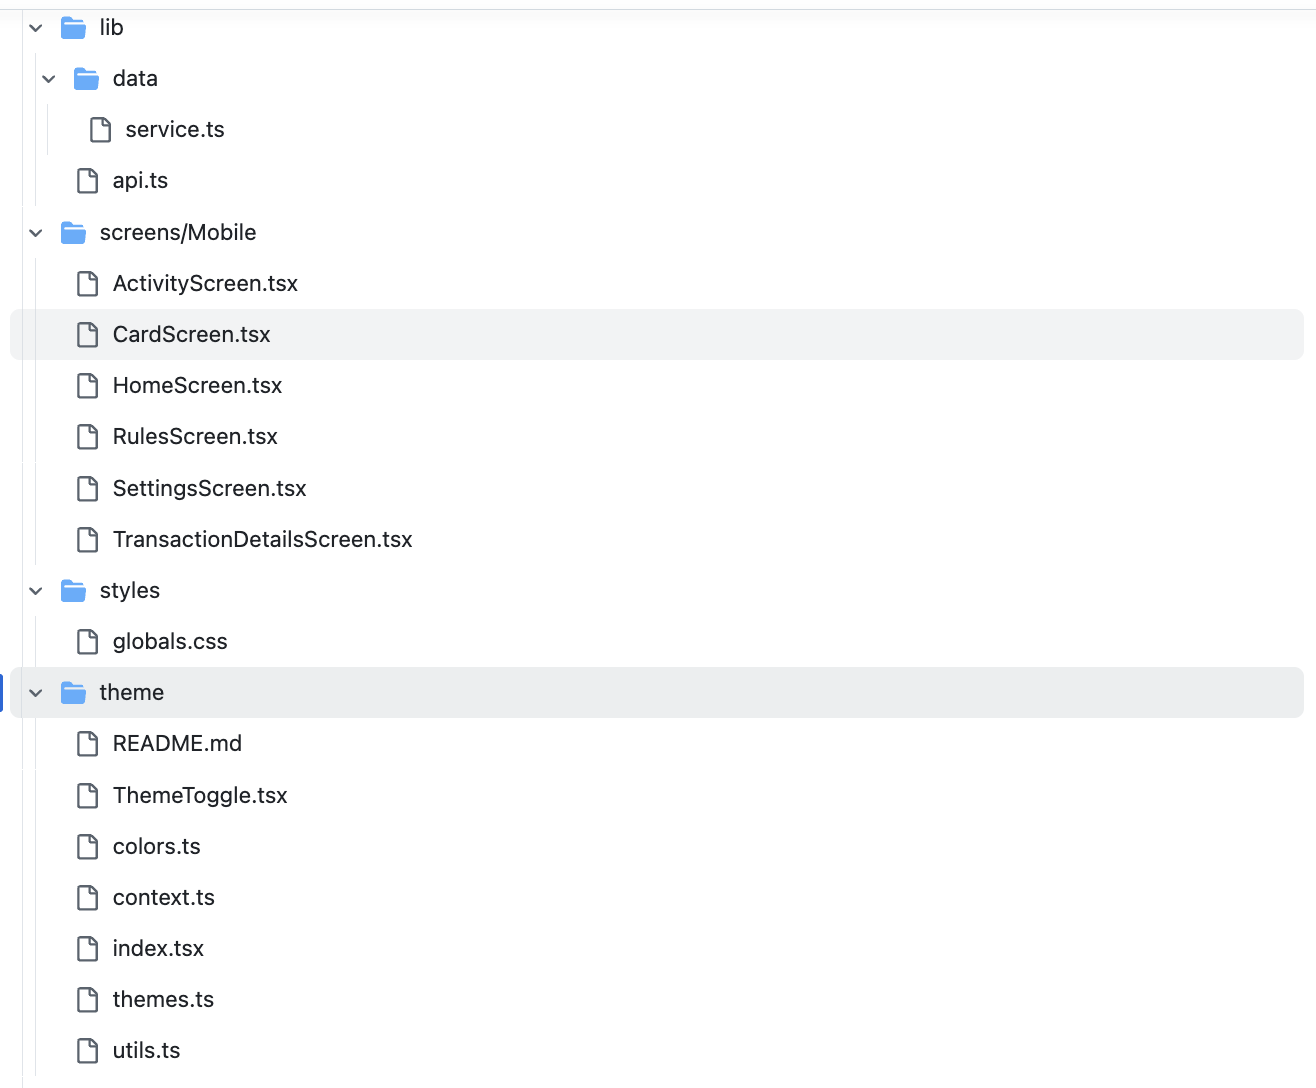 lib
data
service.ts
api.ts
screens/Mobile
ActivityScreen.tsx
CardScreen.tsx
HomeScreen.tsx
RulesScreen.tsx
SettingsScreen.tsx
TransactionDetailsScreen.tsx
styles
globals.css
theme
README.md
ThemeToggle.tsx
colors.ts
context.ts
index.tsx
themes.ts
utils.ts